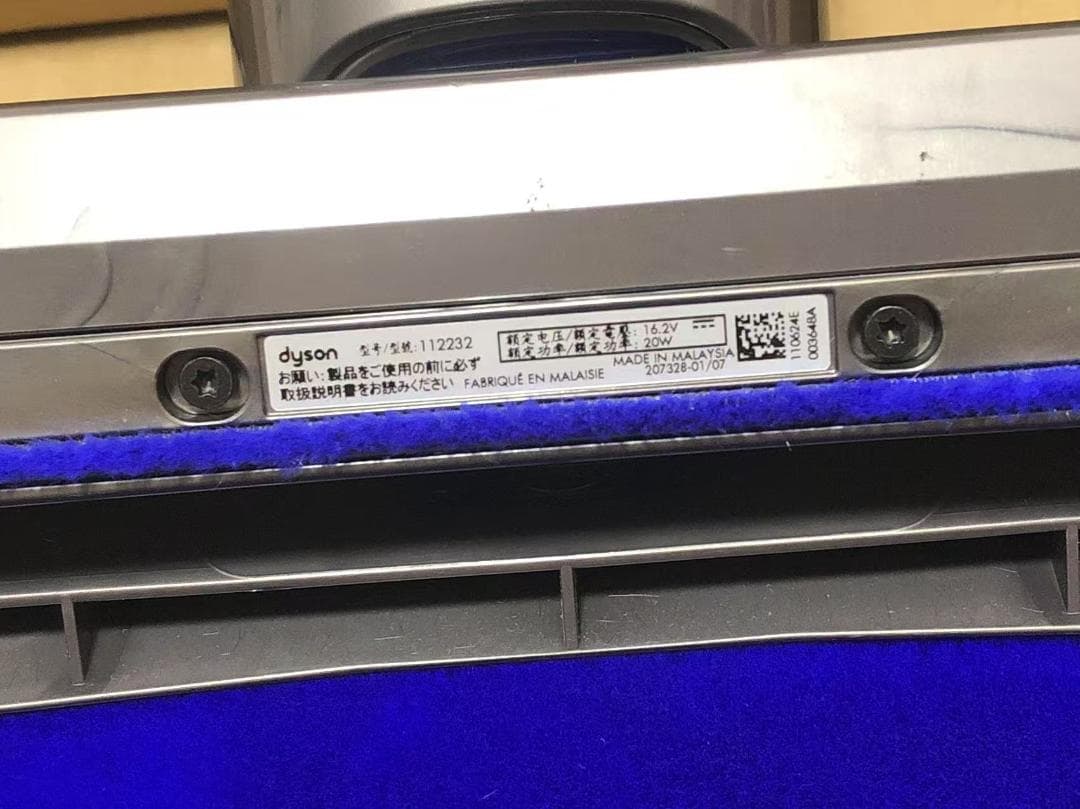 dyson 型号/型號:112232
お願い:製品をご使用の前に必ず
取扱説明書をお読みください FABRIQUÉ EN MALAISIE
额定电压/額定電壓: 16.2V
额定功率/額定功率: 20W
MADE IN MALAYSIA
207328-01/07
110624E
003648A